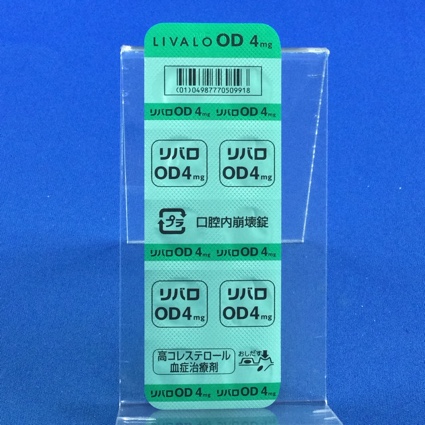 LIVALO OD 4mg
(01)04987770509918
リバロOD 4mg リバロOD 4mg
リバロ リバロ
OD4mg OD4mg
プラ 口腔内崩壊錠
リバロOD 4mg リバロOD 4mg
リバロ リバロ
OD4mg OD4mg
高コレステロール おしだす
血症治療剤
リバロOD 4mg リバロOD 4mg